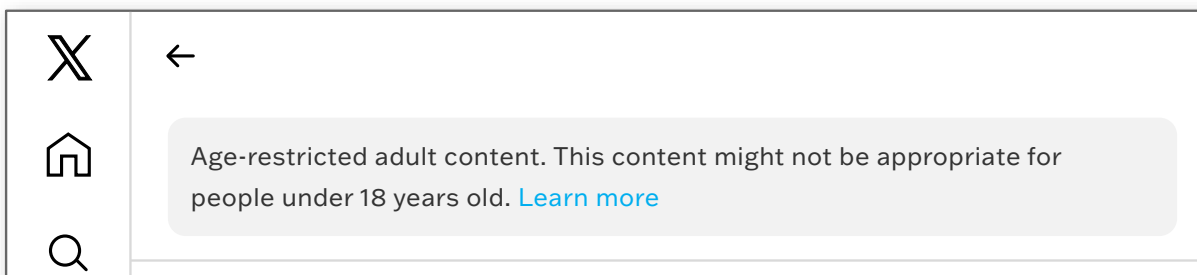 Age-restricted adult content. This content might not be appropriate for
people under 18 years old. Learn more